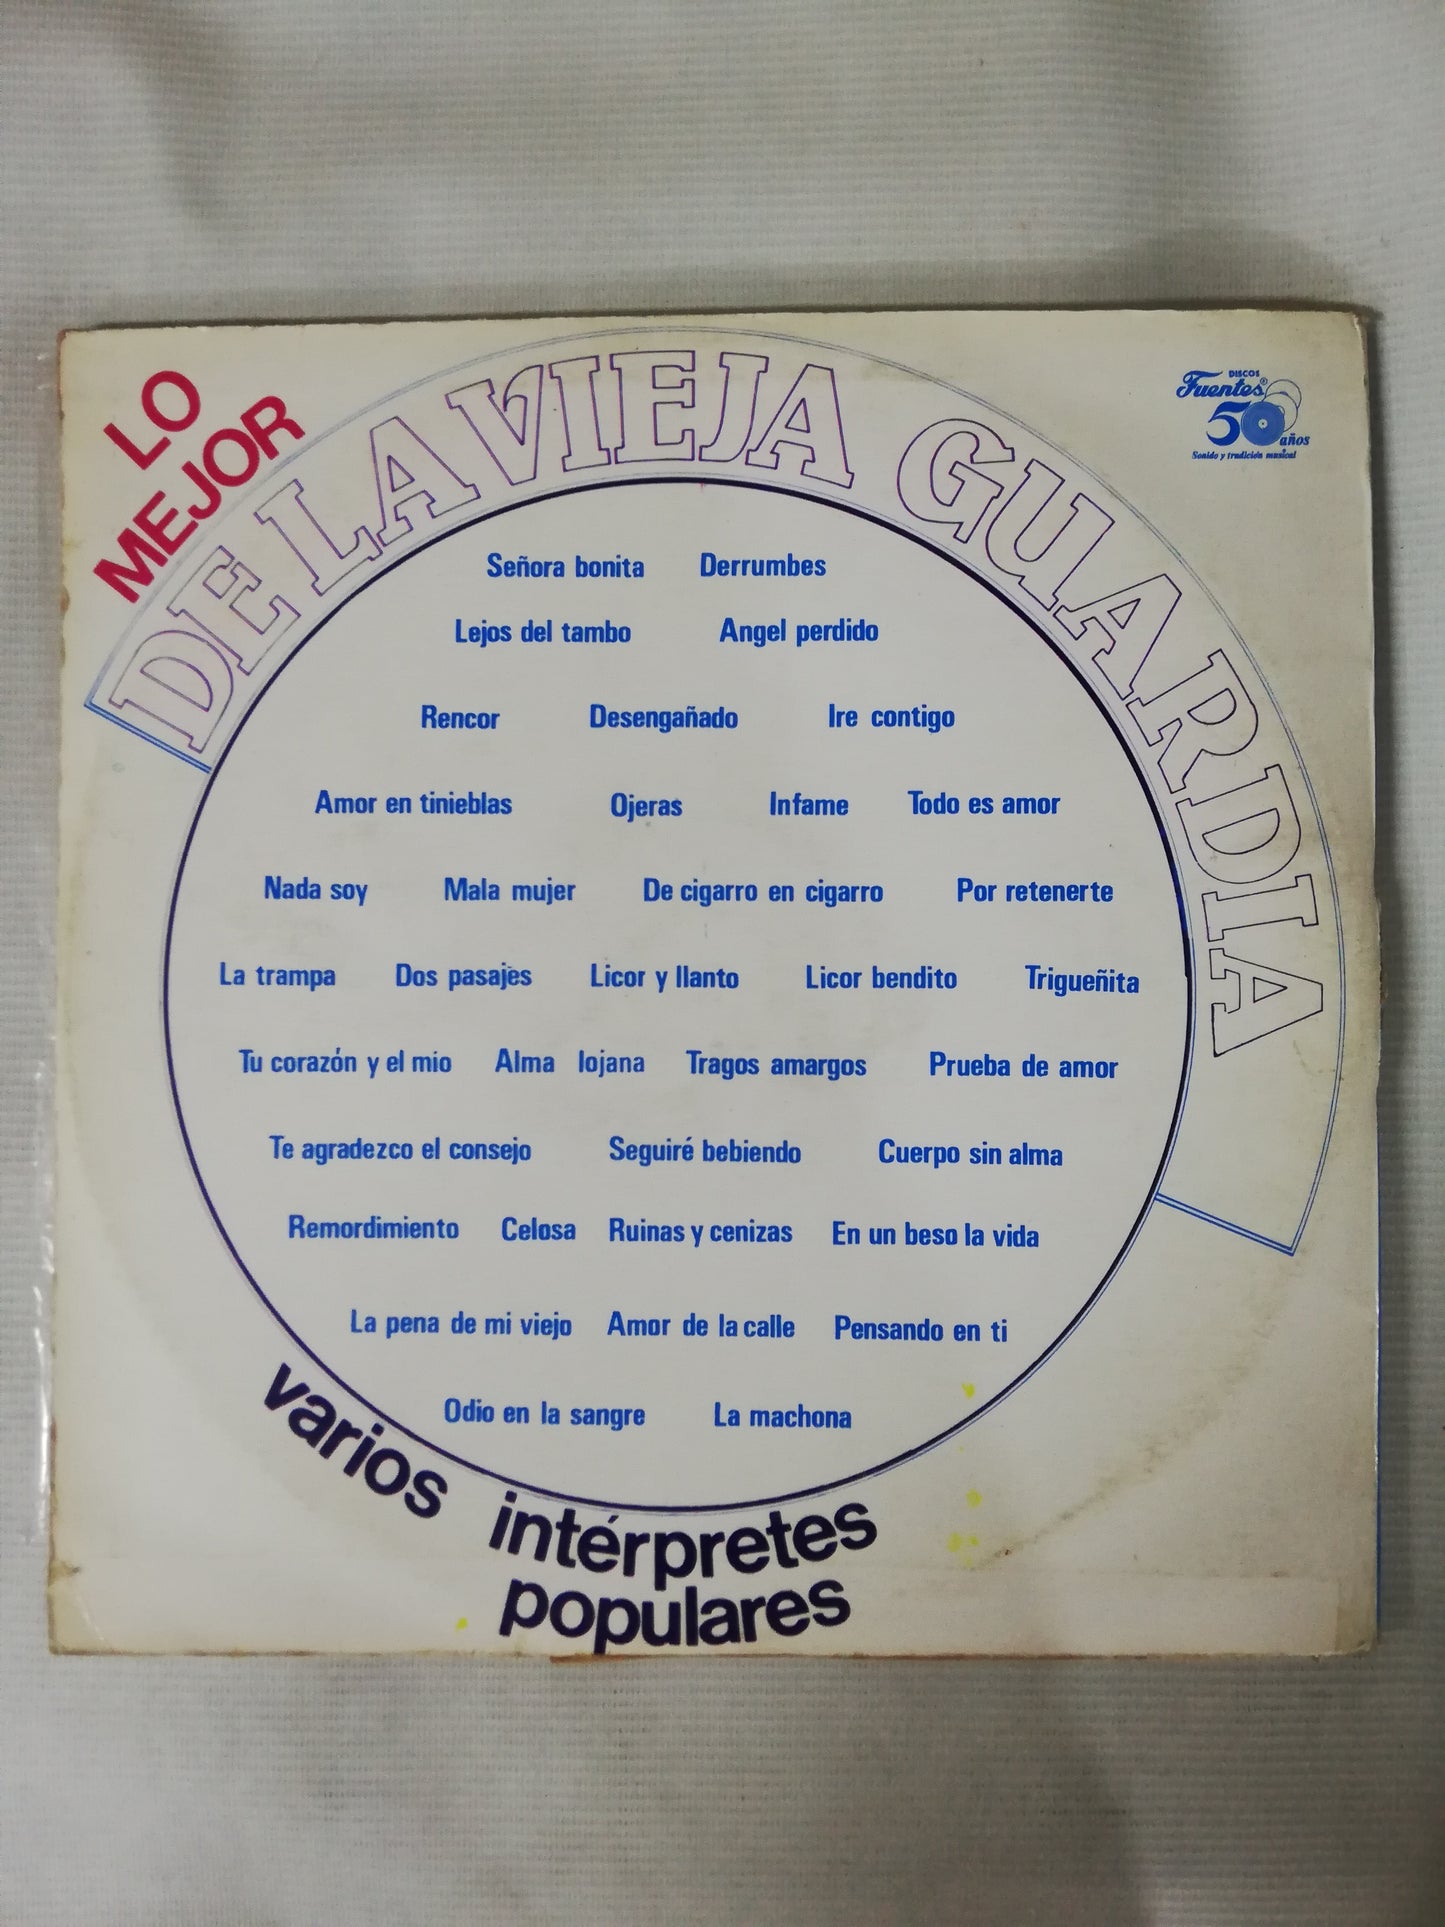 LO
MEJOR
DE LA VIEJA GUARDIA
DISCOS
Fuentes®
50 años
Sonido y tradición musical
Señora bonita Derrumbes
Lejos del tambo Angel perdido
Rencor Desengañado Ire contigo
Amor en tinieblas Ojeras Infame Todo es amor
Nada soy Mala mujer De cigarro en cigarro Por retenerte
La trampa Dos pasajes Licor y llanto Licor bendito Trigueñita
Tu corazón y el mio Alma lojana Tragos amargos Prueba de amor
Te agradezco el consejo Seguiré bebiendo Cuerpo sin alma
Remordimiento Celosa Ruinas y cenizas En un beso la vida
La pena de mi viejo Amor de la calle Pensando en ti
Odio en la sangre La machona
varios intérpretes
populares